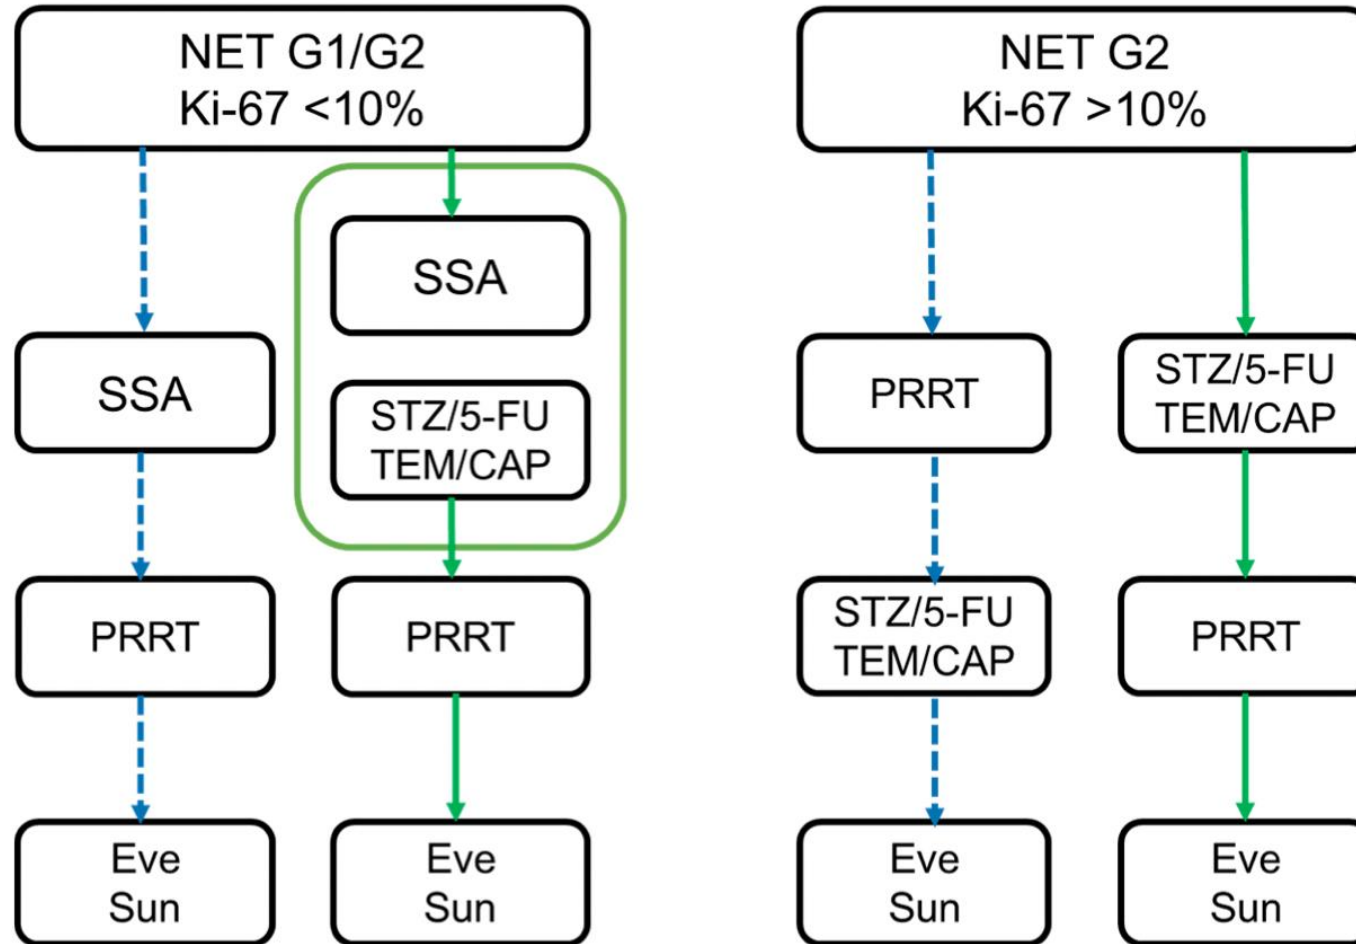 NET G1/G2
Ki-67 <10%
SSA
PRRT
Eve
Sun
SSA
STZ/5-FU
TEM/CAP
PRRT
Eve
Sun
NET G2
Ki-67 >10%
PRRT
STZ/5-FU
TEM/CAP
Eve
Sun
STZ/5-FU
TEM/CAP
PRRT
Eve
Sun